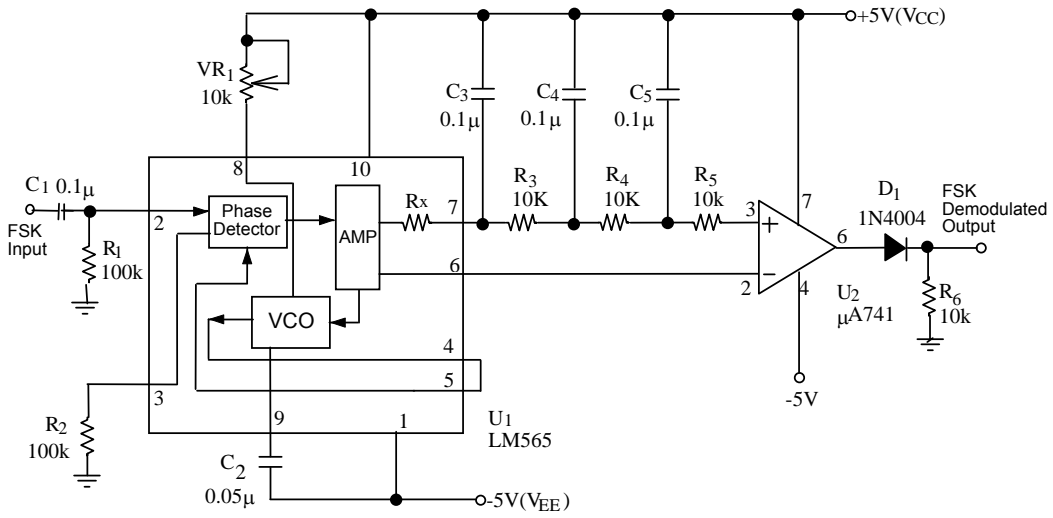 +5V(VCC)
VR1
10k
C3
0.1μ
C4
0.1μ
C5
0.1μ
8
10
C1 0.1μ
FSK
Input
2
Phase
Detector
AMP
Rx
7
R3
10K
R4
10K
R5
10k
3
+
7
D1
1N4004
FSK
Demodulated
Output
R1
100k
6
2
−
6
4
U2
μA741
R6
10k
VCO
4
5
3
R2
100k
9
1
U1
LM565
-5V
C2
0.05μ
-5V(VEE)